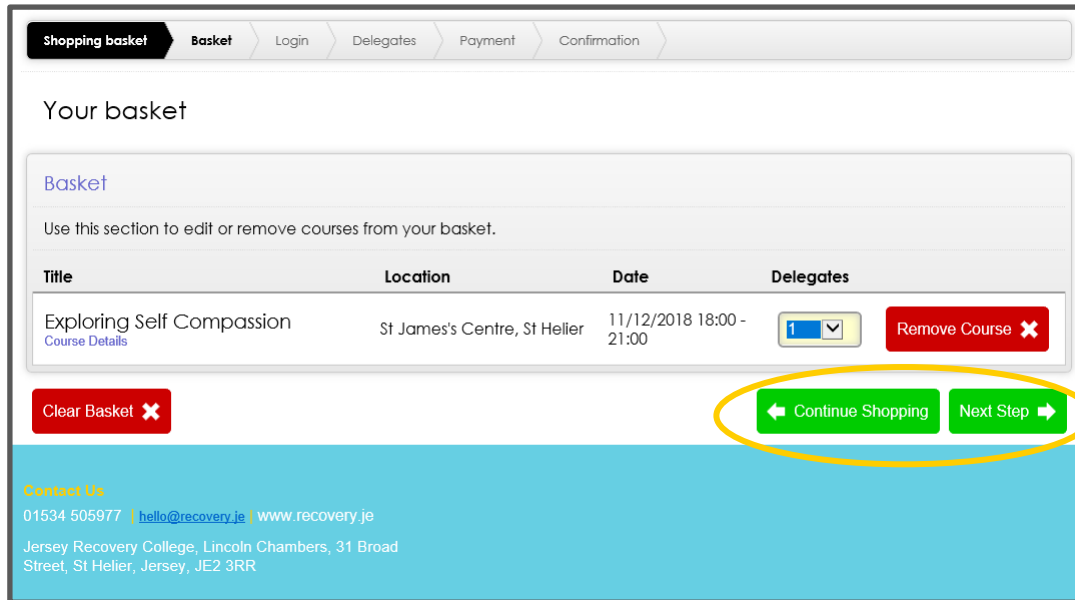 Shopping basket Basket Login Delegates Payment Confirmation
Your basket
Basket
Use this section to edit or remove courses from your basket.
Title Location Date Delegates
Exploring Self Compassion St James's Centre, St Helier 11/12/2018 18:00 - 1 Remove Course
Course Details 21:00
Clear Basket Continue Shopping Next Step
Contact Us
01534 505977 | hello@recovery.je | www.recovery.je
Jersey Recovery College, Lincoln Chambers, 31 Broad
Street, St Helier, Jersey, JE2 3RR